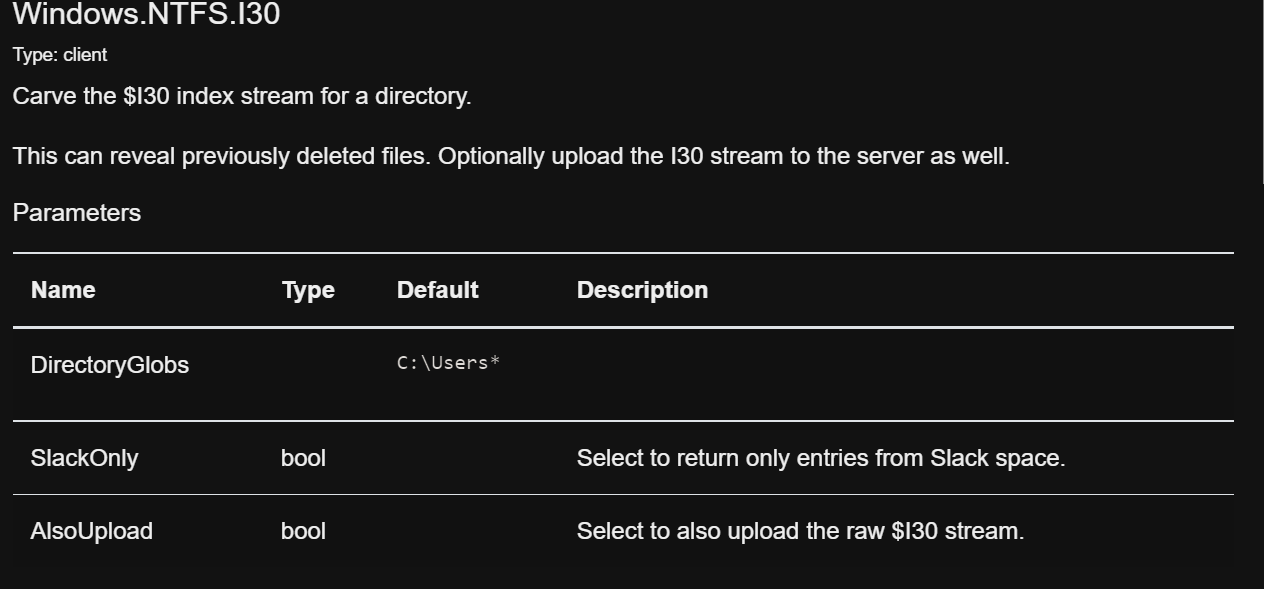 Windows.NTFS.I30
Type: client
Carve the $I30 index stream for a directory.
This can reveal previously deleted files. Optionally upload the I30 stream to the server as well.
Parameters
Name Type Default Description
DirectoryGlobs C:\Users*
SlackOnly bool Select to return only entries from Slack space.
AlsoUpload bool Select to also upload the raw $I30 stream.